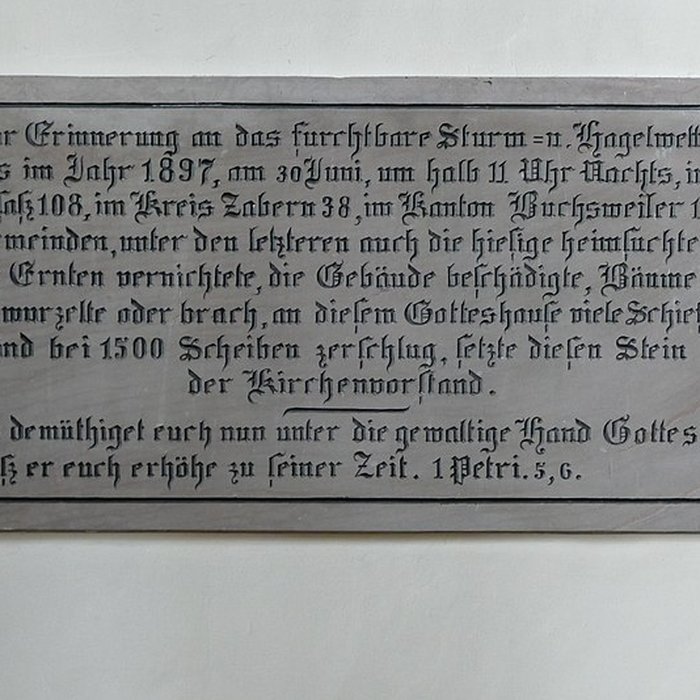 r Erinnerung an das furchtbare Sturm=u. Hagelwett
s im Jahr 1897, am 30 Juni, um halb 11 Uhr Nachts, i
saß 108, im Kreis Zabern 38, im Kanton Buchsweiler 1
meinden, unter den letzteren auch die hiesige heimsuchte
Ernten vernichtete, die Gebäude beschädigte, Bäume
wurzelte oder brach, an diesem Gotteshause viele Schief
nd bei 1500 Scheiben zerschlug, setzte diesen Stein
der Kirchenvorstand.
demüthiget euch nun unter die gewaltige Hand Gottes
ß er euch erhöhe zu seiner Zeit. 1 Petri. 5, 6.